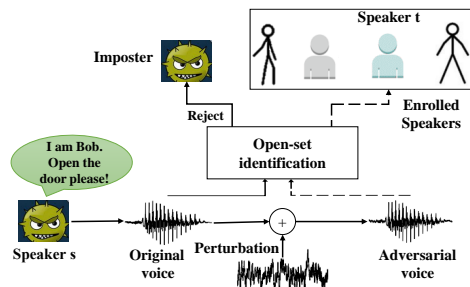 Speaker t
Imposter
Reject
Enrolled
Speakers
Open-set
identification
I am Bob.
Open the
door please!
Speaker s
Original
voice
Perturbation
+
Adversarial
voice